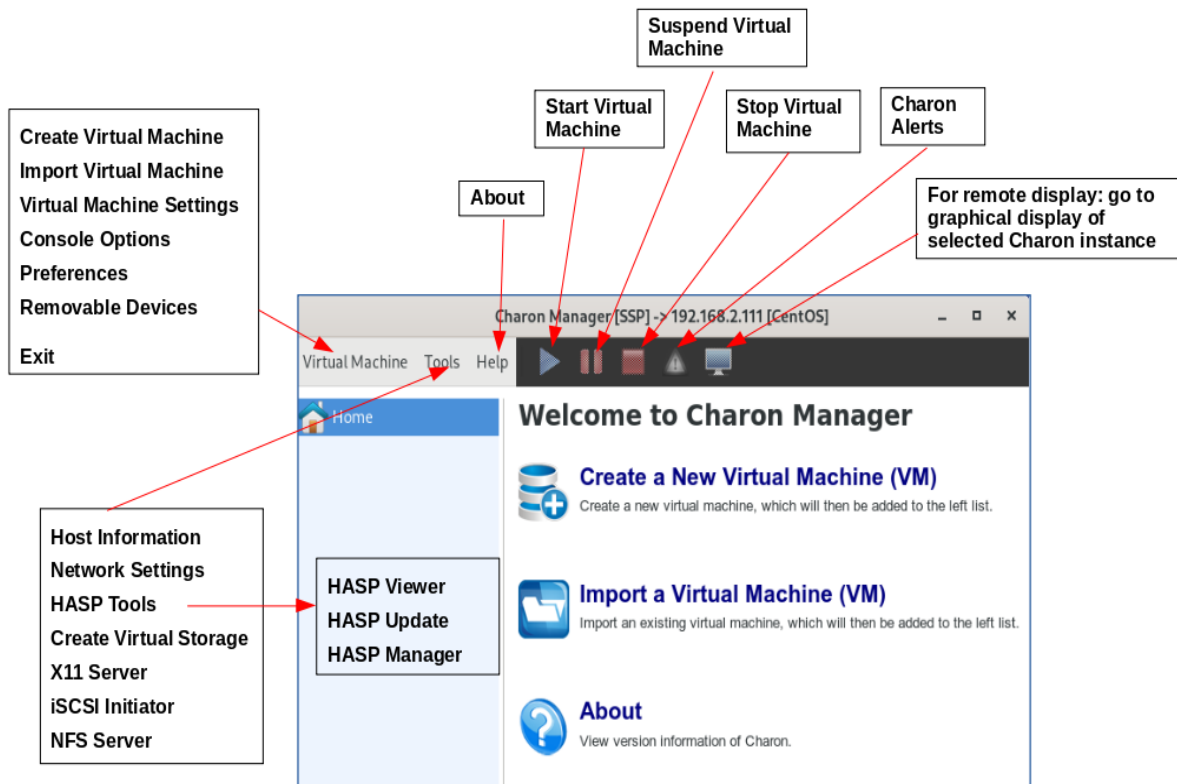 Suspend Virtual
Machine
Start Virtual
Machine
Stop Virtual
Machine
Charon
Alerts
Create Virtual Machine
Import Virtual Machine
Virtual Machine Settings
Console Options
Preferences
Removable Devices
Exit
About
For remote display: go to
graphical display of
selected Charon instance
Charon Manager [SSP] -> 192.168.2.111 [CentOS]
Virtual Machine Tools Help
Home
Welcome to Charon Manager
Create a New Virtual Machine (VM)
Create a new virtual machine, which will then be added to the left list.
Host Information
Network Settings
HASP Tools
Create Virtual Storage
X11 Server
iSCSI Initiator
NFS Server
HASP Viewer
HASP Update
HASP Manager
Import a Virtual Machine (VM)
Import an existing virtual machine, which will then be added to the left list.
About
View version information of Charon.